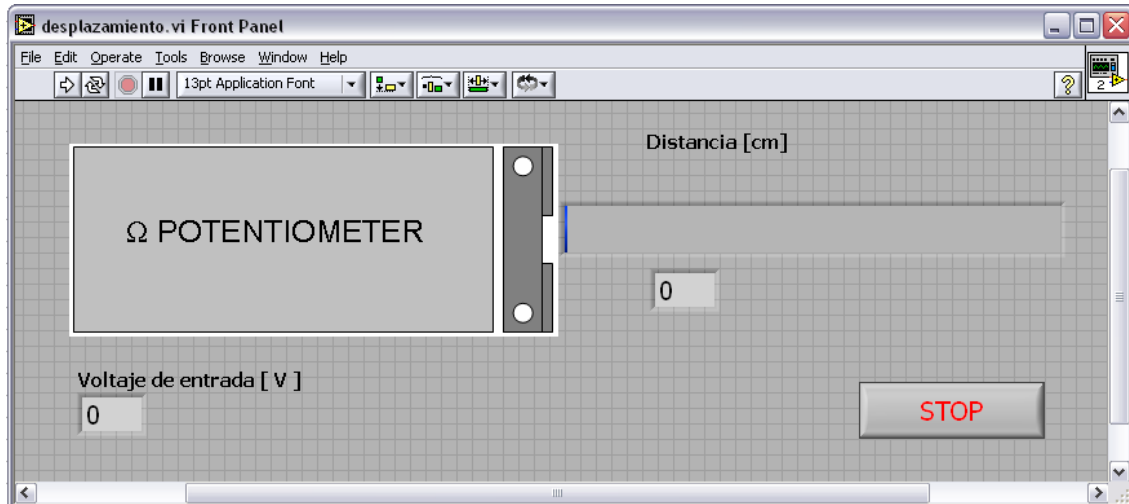 desplazamiento.vi Front Panel
File Edit Operate Tools Browse Window Help
13pt Application Font
2
Distancia [cm]
Ω POTENTIOMETER
0
Voltaje de entrada [ V ]
0
STOP